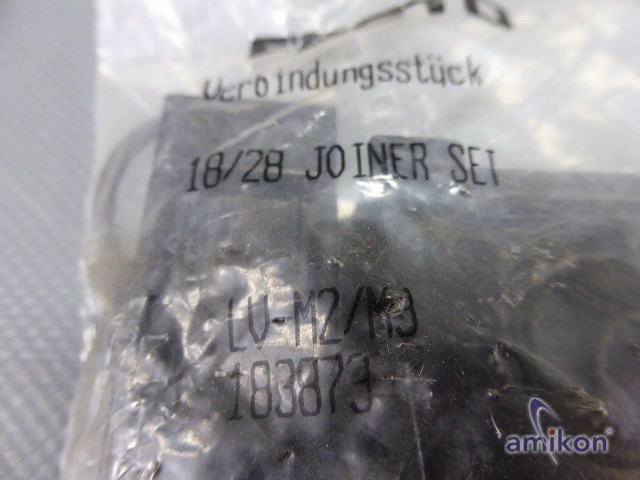 Verbindungsstück
18/28 JOINER SET
LV-M2/M3
183873
amikon